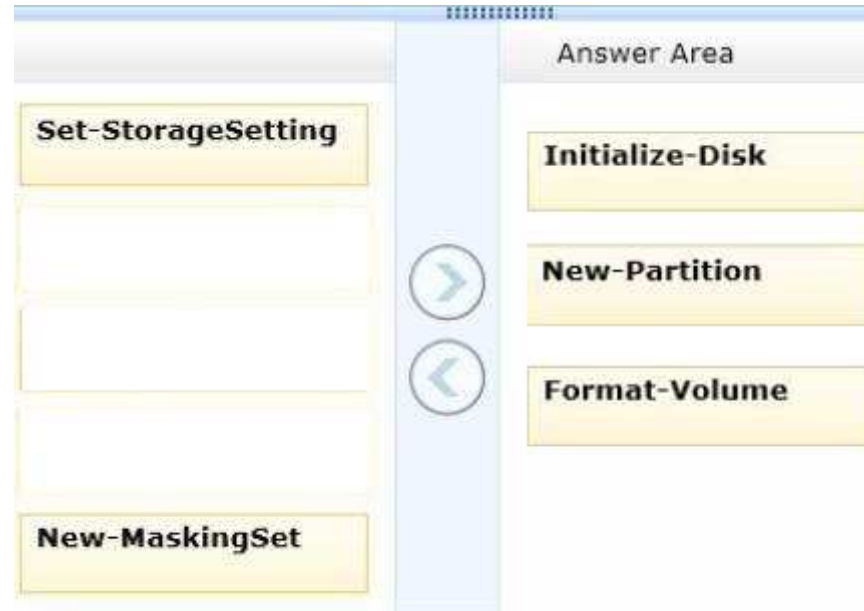 Answer Area
Set-StorageSetting
New-MaskingSet
Initialize-Disk
New-Partition
Format-Volume